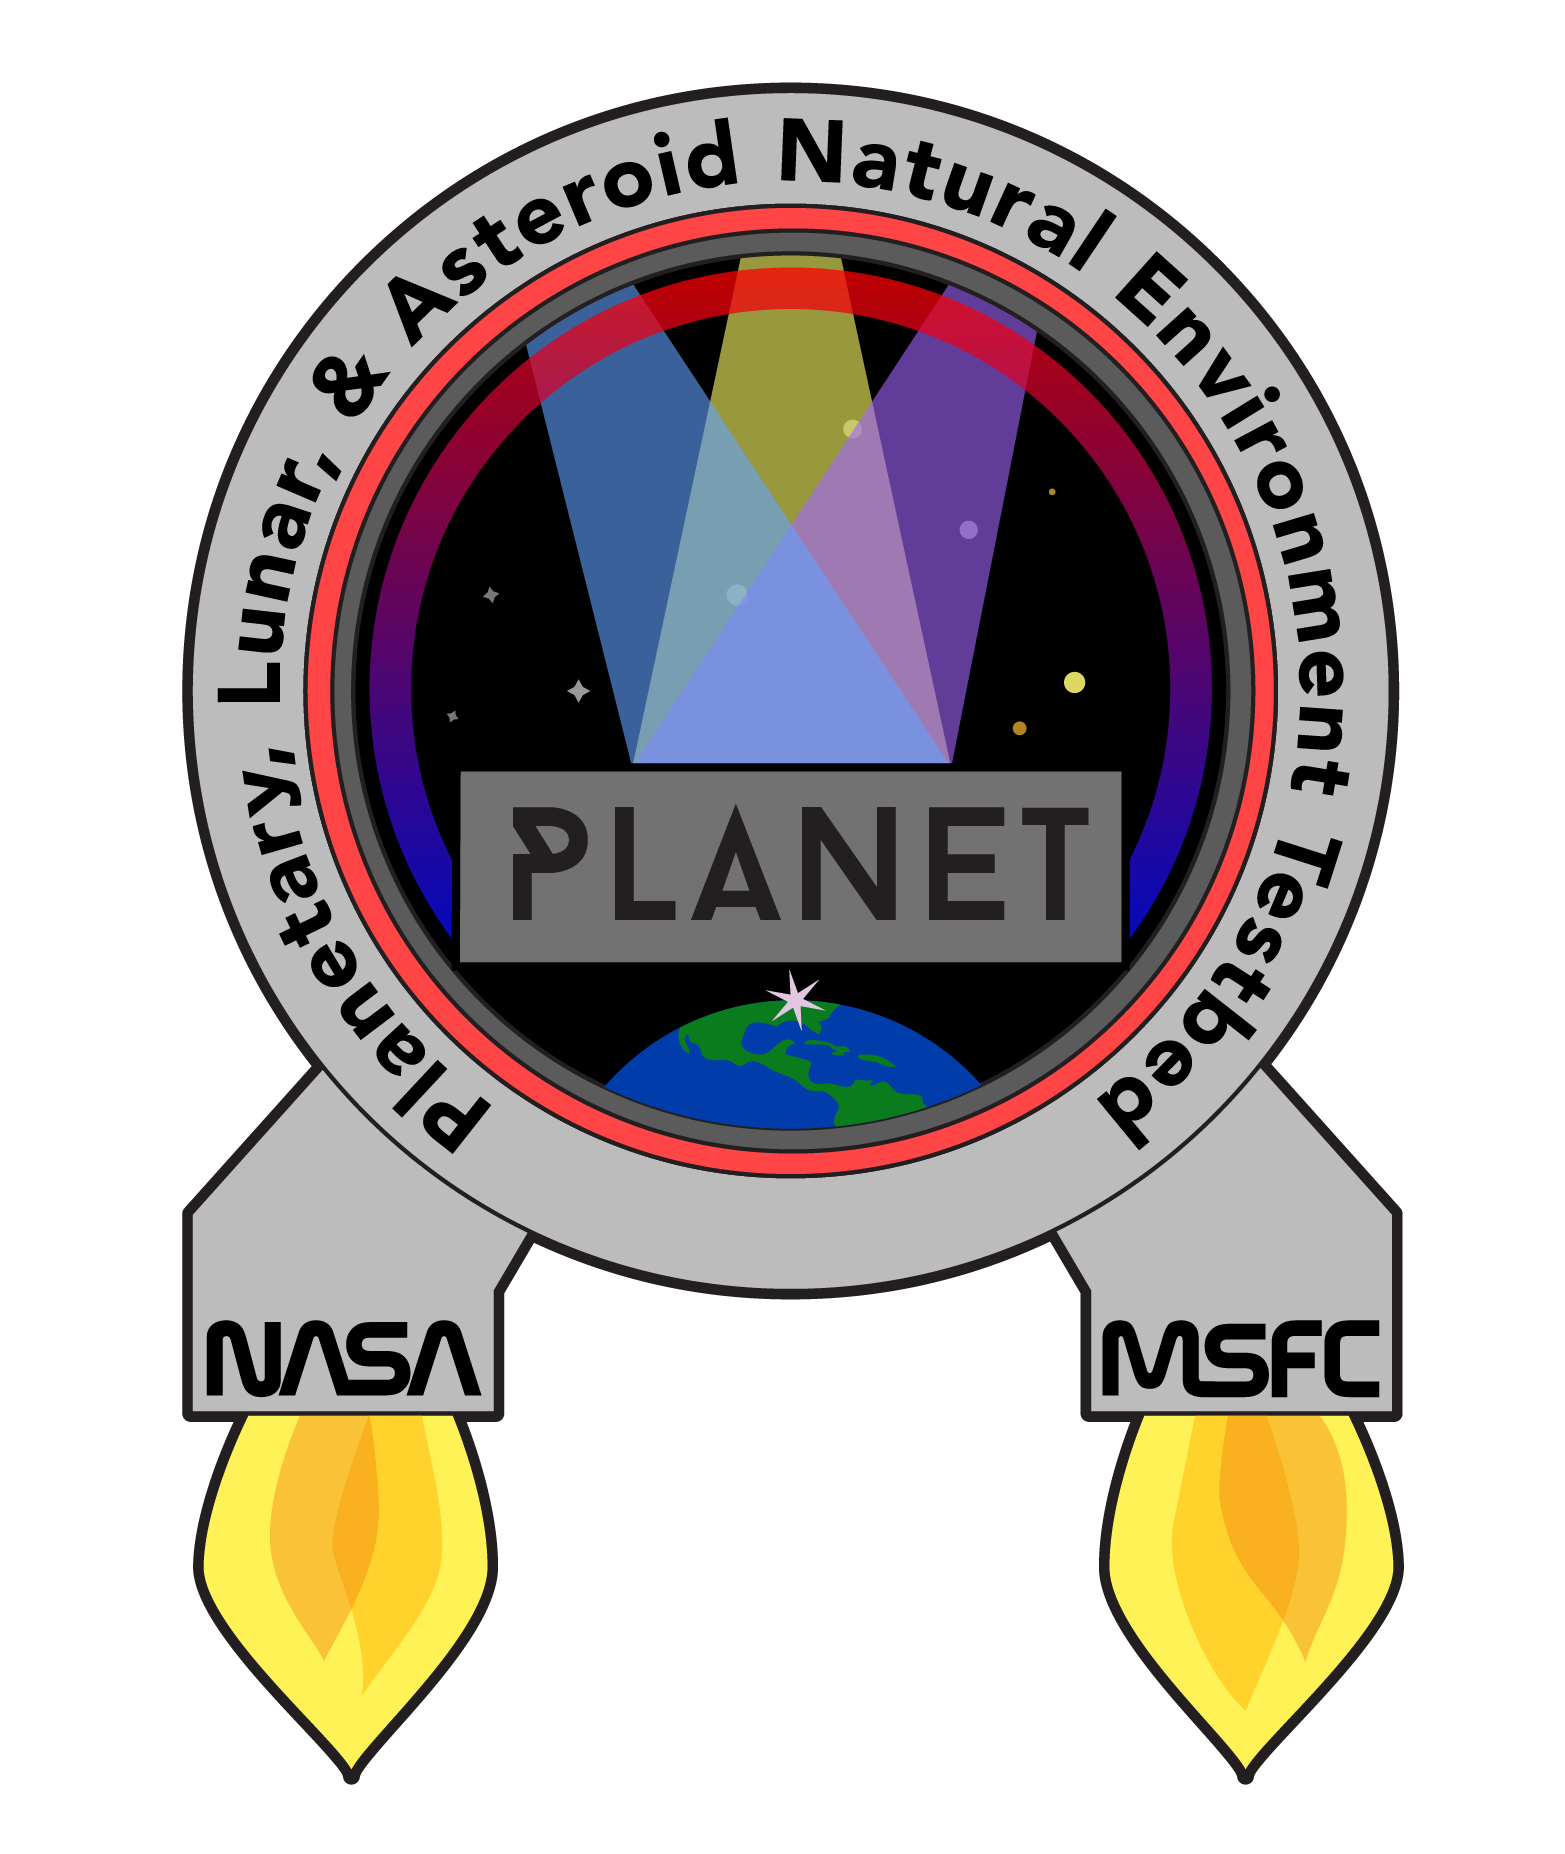 Planetary, Lunar, & Asteroid Natural Environment Testbed
PLANET
NASA
MSFC